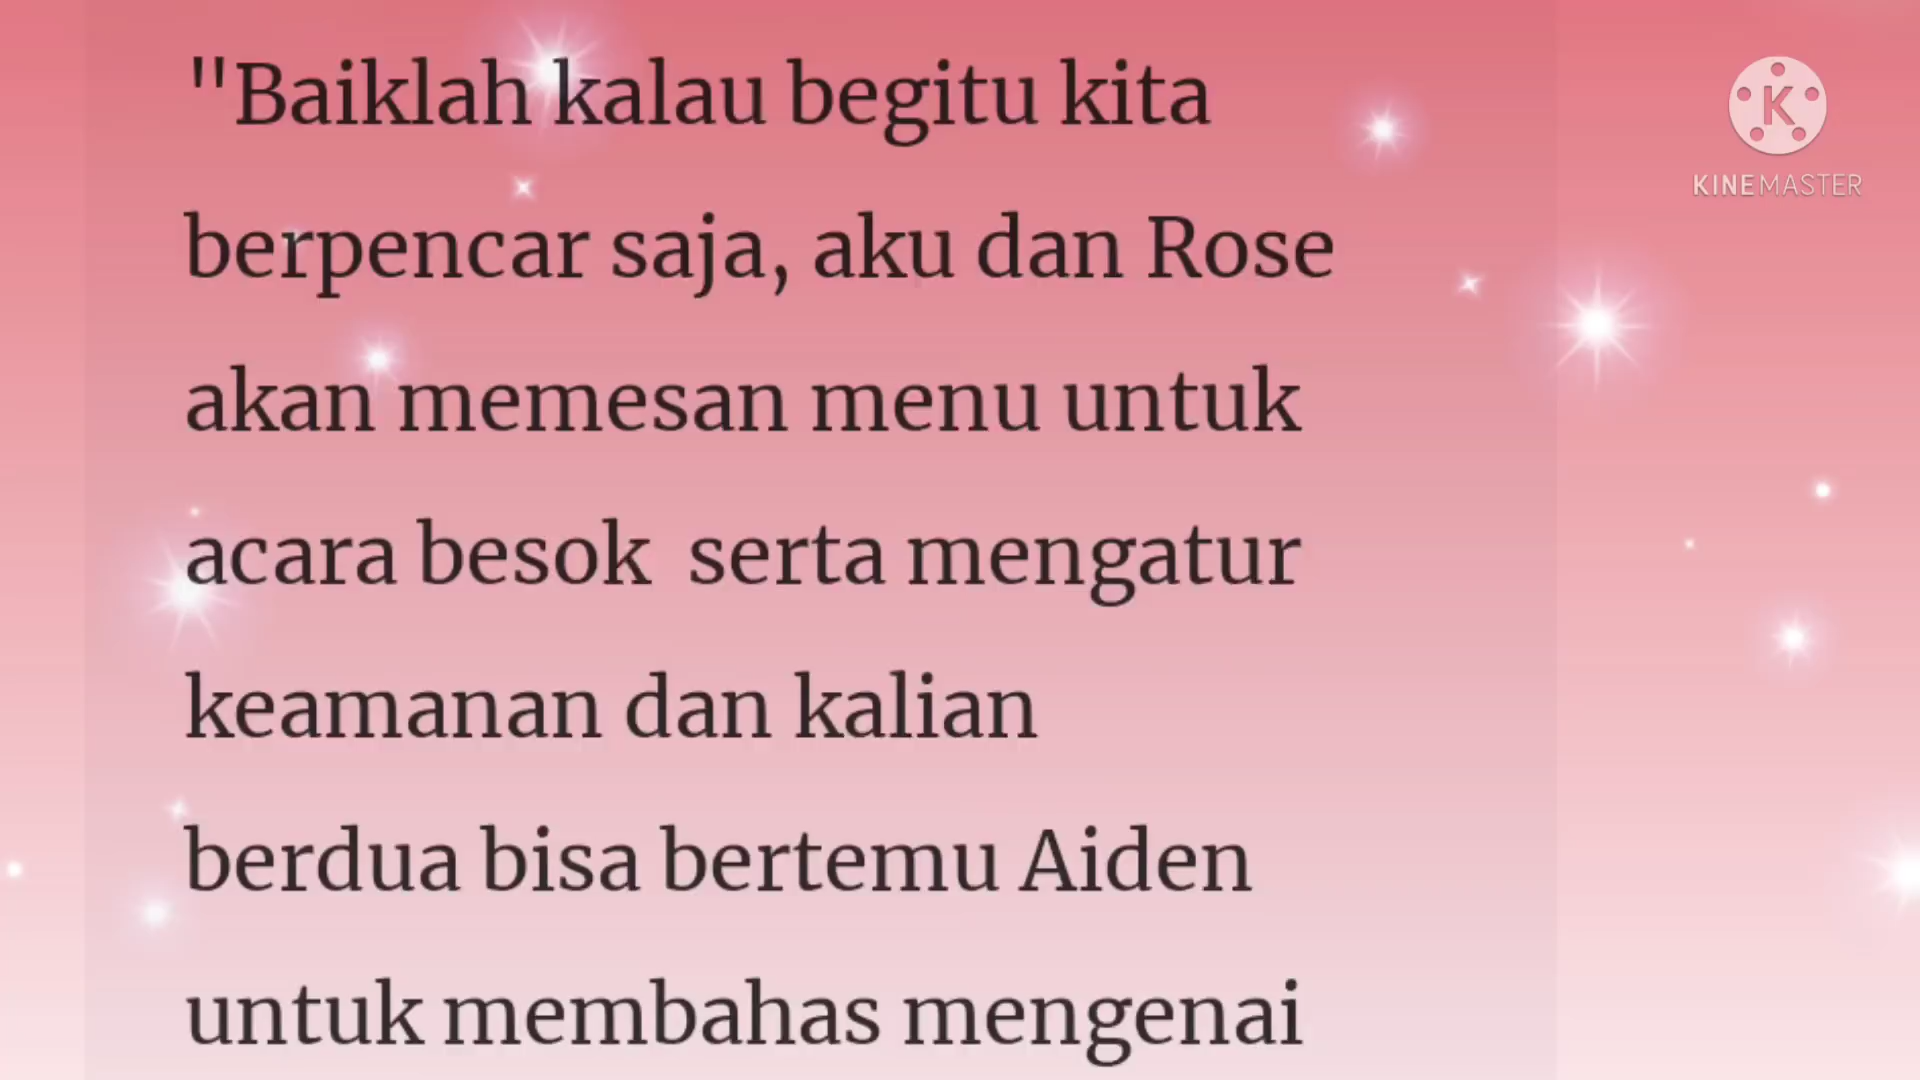 "Baiklah kalau begitu kita
berpencar saja, aku dan Rose
akan memesan menu untuk
acara besok  serta mengatur
keamanan dan kalian
berdua bisa bertemu Aiden
untuk membahas mengenai
K
KINEMASTER